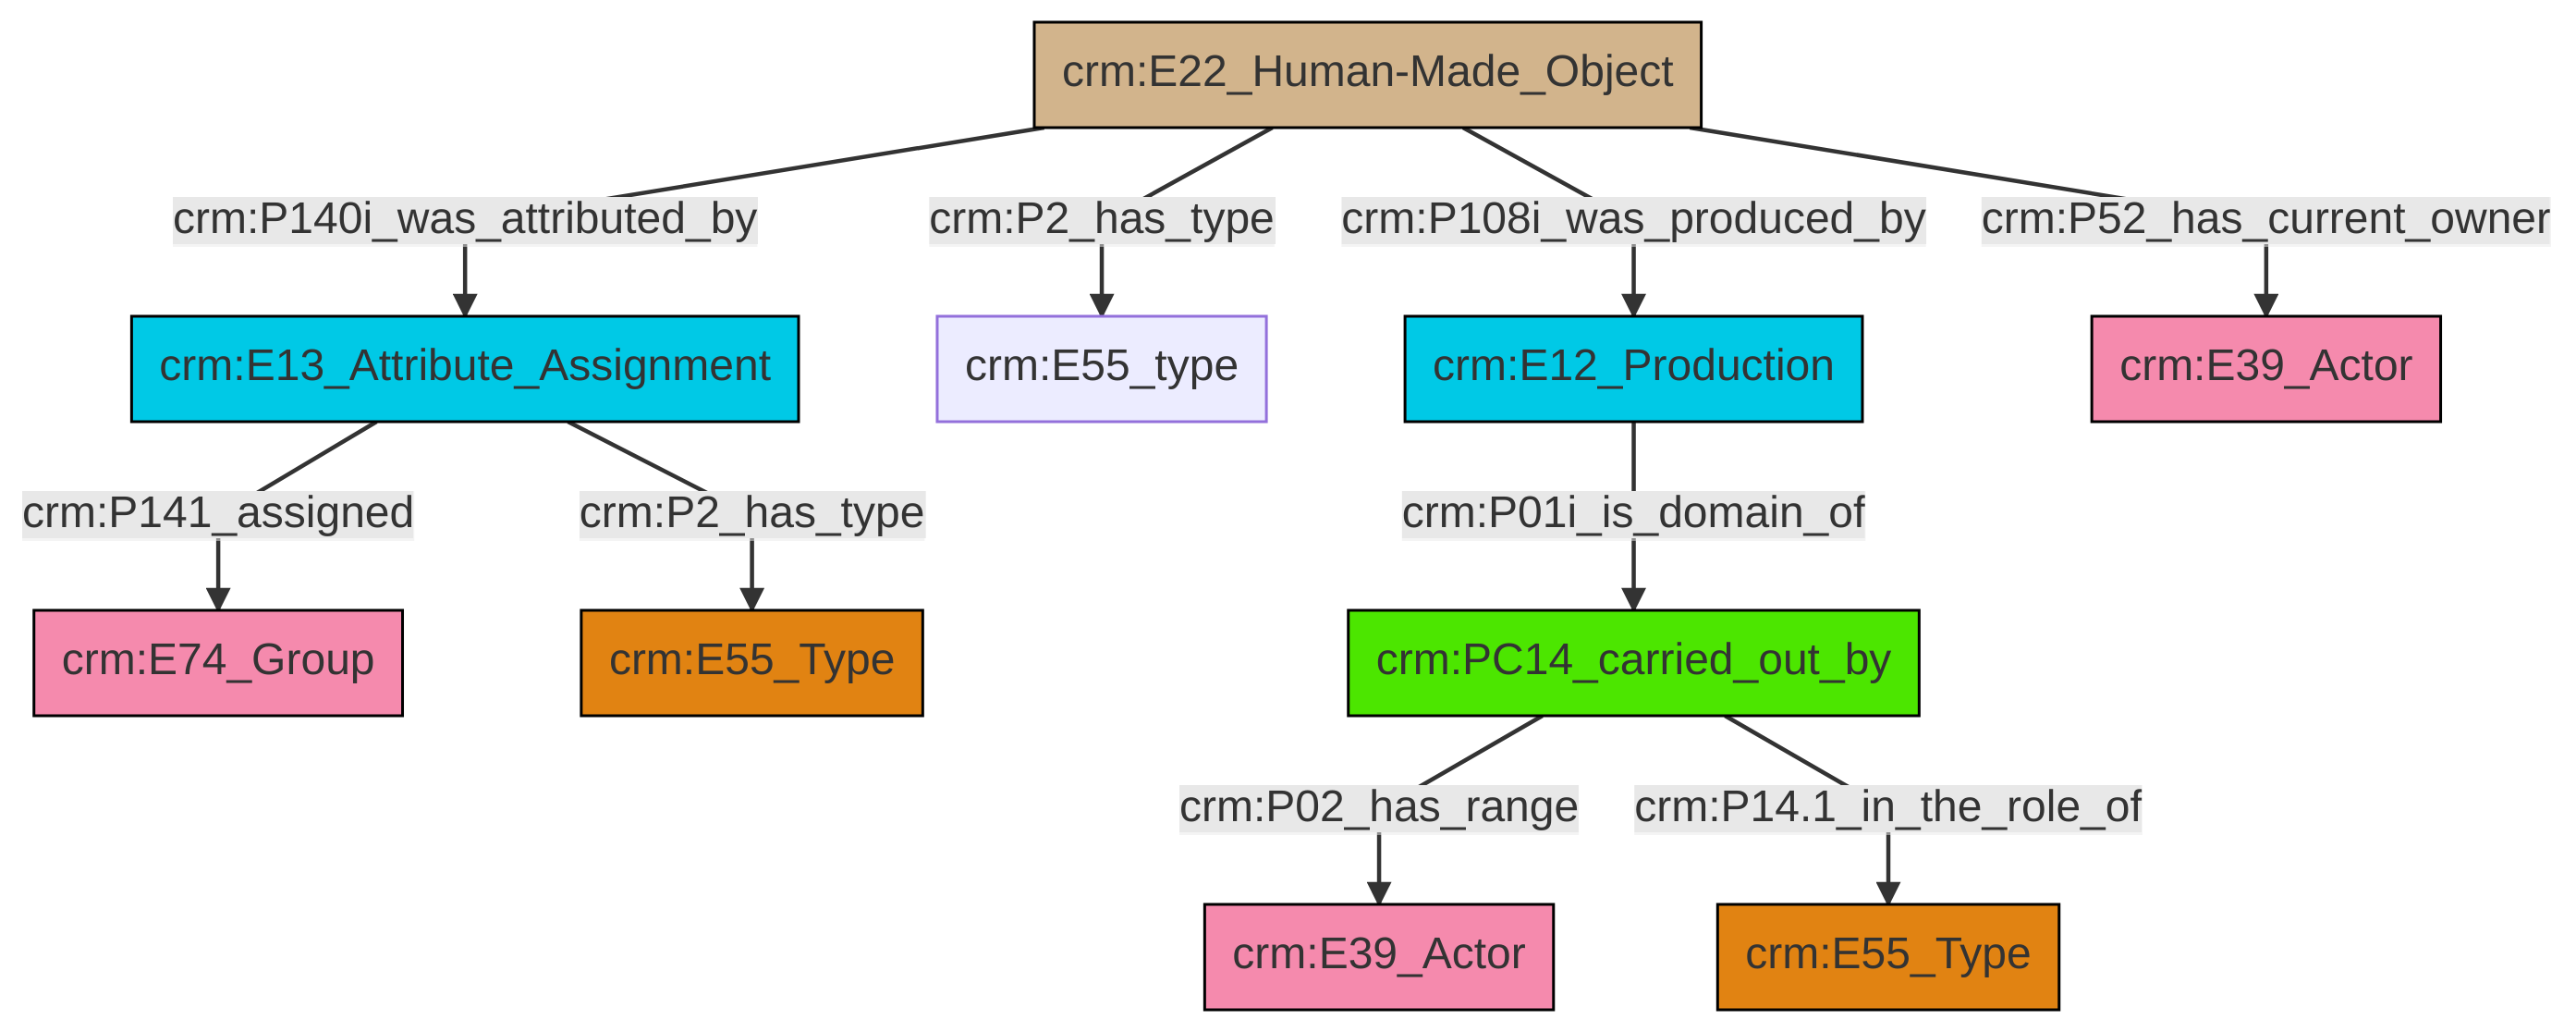 crm:E22_Human-Made_Object
crm:P140i_was_attributed_by
crm:P2_has_type
crm:P108i_was_produced_by
crm:P52_has_current_owner
crm:E13_Attribute_Assignment
crm:E55_type
crm:E12_Production
crm:E39_Actor
crm:P141_assigned
crm:P2_has_type
crm:P01i_is_domain_of
crm:E74_Group
crm:E55_Type
crm:PC14_carried_out_by
crm:P02_has_range
crm:P14.1_in_the_role_of
crm:E39_Actor
crm:E55_Type